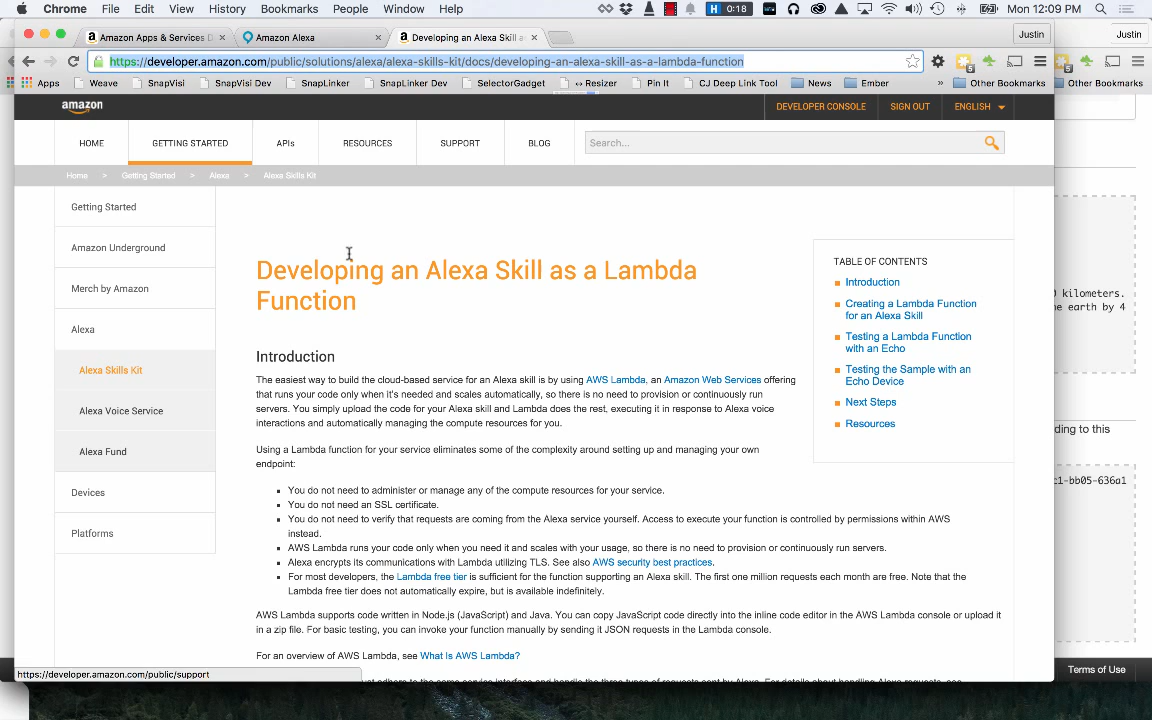 Chrome File Edit View History Bookmarks People Window Help H 0:18 Mon 12:09 PM
Amazon Apps & Services D × Amazon Alexa × Developing an Alexa Skill a × Justin Justin
https://developer.amazon.com/public/solutions/alexa/alexa-skills-kit/docs/developing-an-alexa-skill-as-a-lambda-function 5 5
Apps Weave SnapVisi SnapVisi Dev SnapLinker SnapLinker Dev SelectorGadget ↔ Resizer Pin It CJ Deep Link Tool News Ember » Other Bookmarks Other Bookmarks
amazon DEVELOPER CONSOLE SIGN OUT ENGLISH
HOME GETTING STARTED APIs RESOURCES SUPPORT BLOG Search...
Home > Getting Started > Alexa > Alexa Skills Kit
Getting Started
Amazon Underground
Merch by Amazon
Alexa
Alexa Skills Kit
Alexa Voice Service
Alexa Fund
Devices
Platforms
Developing an Alexa Skill as a Lambda
Function
Introduction
The easiest way to build the cloud-based service for an Alexa skill is by using AWS Lambda, an Amazon Web Services offering
that runs your code only when it's needed and scales automatically, so there is no need to provision or continuously run
servers. You simply upload the code for your Alexa skill and Lambda does the rest, executing it in response to Alexa voice
interactions and automatically managing the compute resources for you.
Using a Lambda function for your service eliminates some of the complexity around setting up and managing your own
endpoint:
▪ You do not need to administer or manage any of the compute resources for your service.
▪ You do not need an SSL certificate.
▪ You do not need to verify that requests are coming from the Alexa service yourself. Access to execute your function is controlled by permissions within AWS
instead.
▪ AWS Lambda runs your code only when you need it and scales with your usage, so there is no need to provision or continuously run servers.
▪ Alexa encrypts its communications with Lambda utilizing TLS. See also AWS security best practices.
▪ For most developers, the Lambda free tier is sufficient for the function supporting an Alexa skill. The first one million requests each month are free. Note that the
Lambda free tier does not automatically expire, but is available indefinitely.
AWS Lambda supports code written in Node.js (JavaScript) and Java. You can copy JavaScript code directly into the inline code editor in the AWS Lambda console or upload it
in a zip file. For basic testing, you can invoke your function manually by sending it JSON requests in the Lambda console.
For an overview of AWS Lambda, see What Is AWS Lambda?
TABLE OF CONTENTS
▪ Introduction
▪ Creating a Lambda Function
for an Alexa Skill
▪ Testing a Lambda Function
with an Echo
▪ Testing the Sample with an
Echo Device
▪ Next Steps
▪ Resources
kilometers.
e earth by 4
ding to this
c1-bb05-636a1
Terms of Use
https://developer.amazon.com/public/support